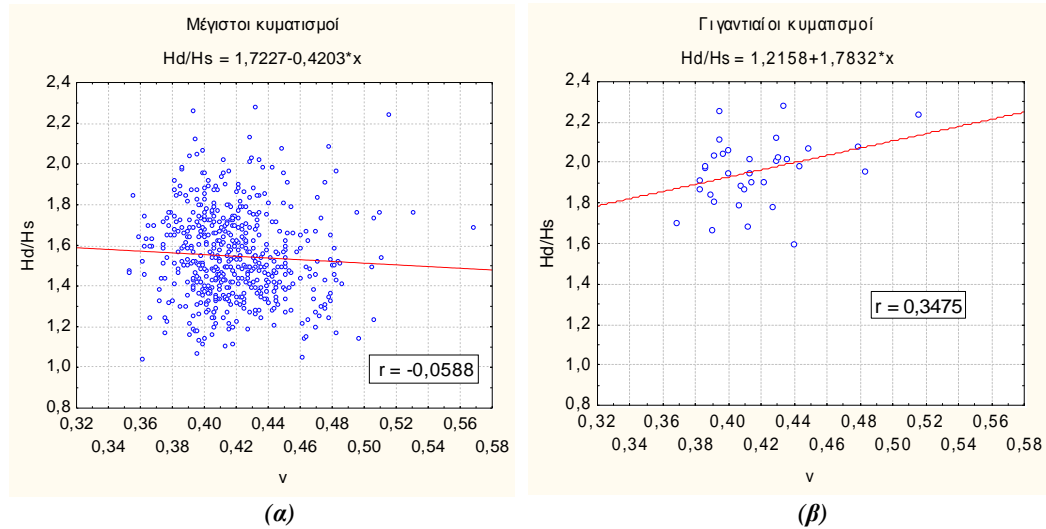 Μέγιστοι κυματισμοί
Hd/Hs = 1,7227-0,4203*x
Hd/Hs
2,4
2,2
2,0
1,8
1,6
1,4
1,2
1,0
0,8
r = -0,0588
0,32 0,36 0,40 0,44 0,48 0,52 0,56
0,34 0,38 0,42 0,46 0,50 0,54 0,58
ν
(α)
Γιγαντιαίοι κυματισμοί
Hd/Hs = 1,2158+1,7832*x
Hd/Hs
2,4
2,2
2,0
1,8
1,6
1,4
1,2
1,0
0,8
r = 0,3475
0,32 0,36 0,40 0,44 0,48 0,52 0,56
0,34 0,38 0,42 0,46 0,50 0,54 0,58
ν
(β)